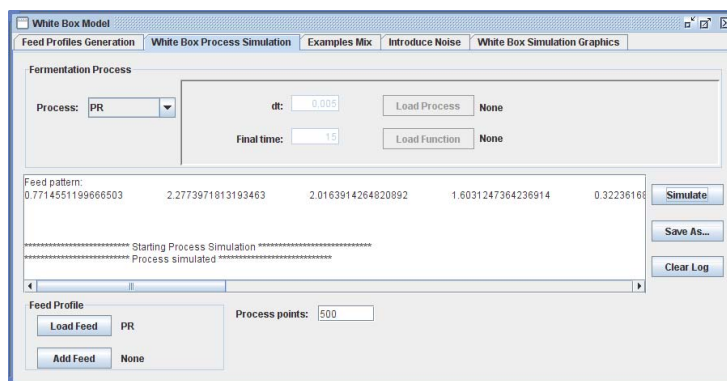 White Box Model
Feed Profiles Generation White Box Process Simulation Examples Mix Introduce Noise White Box Simulation Graphics
Fermentation Process
Process: PR dt: 0.005 Load Process None
Final time: 15 Load Function None
Feed pattern:
0.7714551199666503 2.2773971813193463 2.0163914264820892 1.6031247364236914 0.32236168
Simulate
Save As...
**************************** Starting Process Simulation ****************************
**************************** Process simulated ****************************
Clear Log
Feed Profile
Load Feed PR Process points: 500
Add Feed None